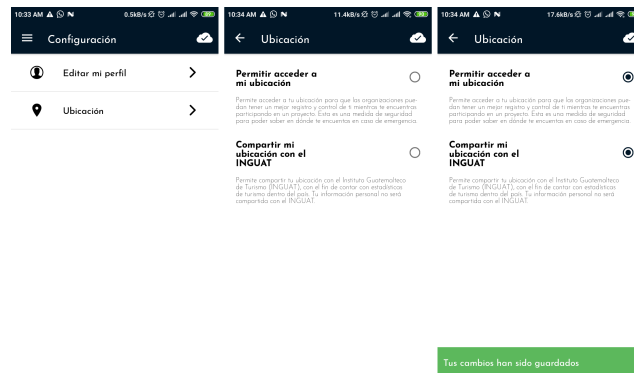 10:33 AM
0.5kB/s
Configuración
Editar mi perfil
Ubicación
10:34 AM
11.4kB/s
Ubicación
Permitir acceder a
mi ubicación
Permite acceder a tu ubicación para que las organizaciones pue-
dan tener un mejor registro y control de ti mientras te encuentras
participando en un proyecto. Esta es una medida de seguridad
para poder saber en dónde te encuentas en caso de emergencia.
Compartir mi
ubicación con el
INGUAT
Permite compartir tu ubicación con el Instituto Guatemalteco
de Turismo (INGUAT), con el fin de contar con estadísticas
de turismo dentro del país. Tu información personal no será
compartida con el INGUAT.
10:34 AM
17.6kB/s
Ubicación
Permitir acceder a
mi ubicación
Permite acceder a tu ubicación para que las organizaciones pue-
dan tener un mejor registro y control de ti mientras te encuentras
participando en un proyecto. Esta es una medida de seguridad
para poder saber en dónde te encuentas en caso de emergencia.
Compartir mi
ubicación con el
INGUAT
Permite compartir tu ubicación con el Instituto Guatemalteco
de Turismo (INGUAT), con el fin de contar con estadísticas
de turismo dentro del país. Tu información personal no será
compartida con el INGUAT.
Tus cambios han sido guardados